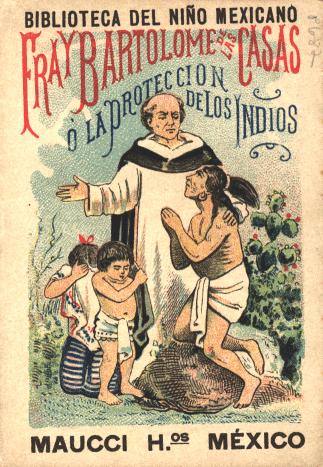 BIBLIOTECA DEL NIÑO MEXICANO
FRAY BARTOLOME DE LAS CASAS
Ó LA PROTECCION
DE LOS INDIOS
MAUCCI H.OS MÉXICO